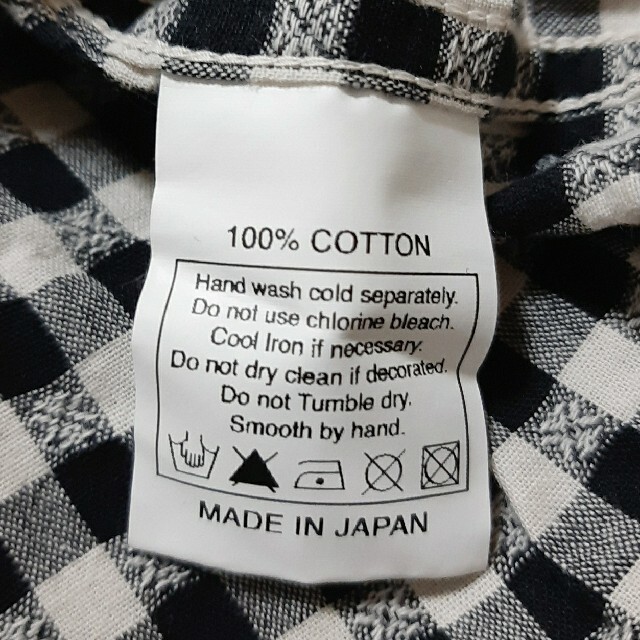 100% COTTON
Hand wash cold separately.
Do not use chlorine bleach.
Cool Iron if necessary.
Do not dry clean if decorated.
Do not Tumble dry.
Smooth by hand.
MADE IN JAPAN